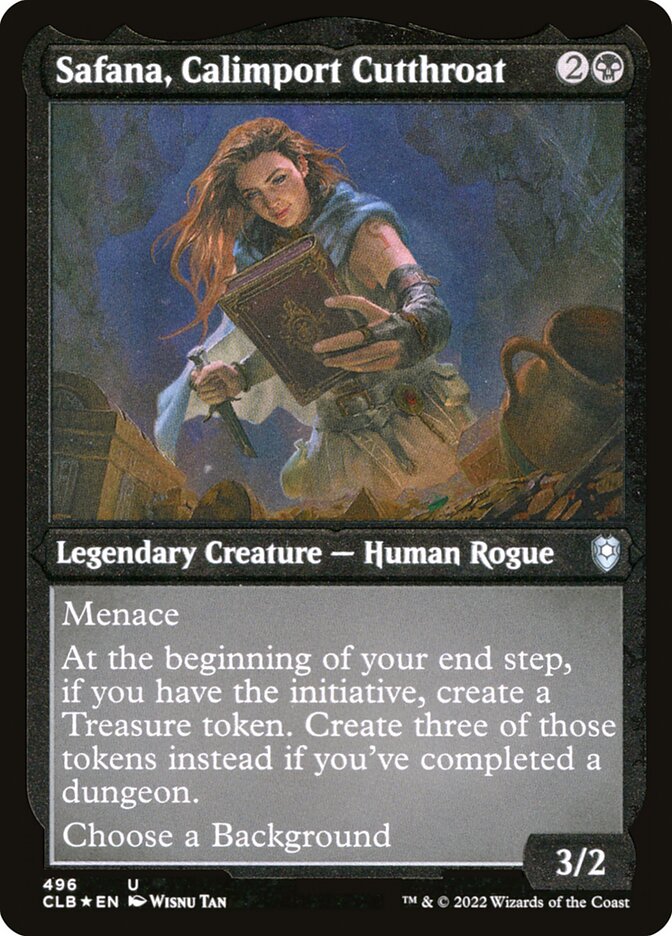 Safana, Calimport Cutthroat 2
Legendary Creature — Human Rogue
Menace
At the beginning of your end step,
if you have the initiative, create a
Treasure token. Create three of those
tokens instead if you've completed a
dungeon.
Choose a Background
3/2
496 U
CLB★EN Wisnu Tan ™ & © 2022 Wizards of the Coast